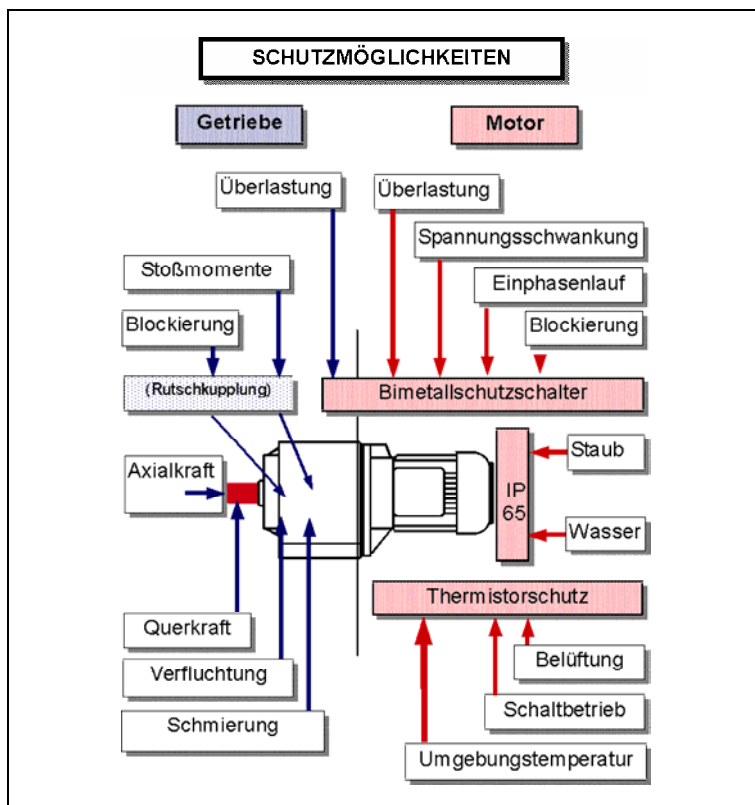 SCHUTZMÖGLICHKEITEN
Getriebe
Motor
Überlastung
Überlastung
Spannungsschwankung
Stoßmomente
Einphasenlauf
Blockierung
Blockierung
(Rutschkupplung)
Bimetallschutzschalter
Axialkraft
IP
65
Staub
Wasser
Thermistorschutz
Querkraft
Verfluchtung
Belüftung
Schmierung
Schaltbetrieb
Umgebungstemperatur